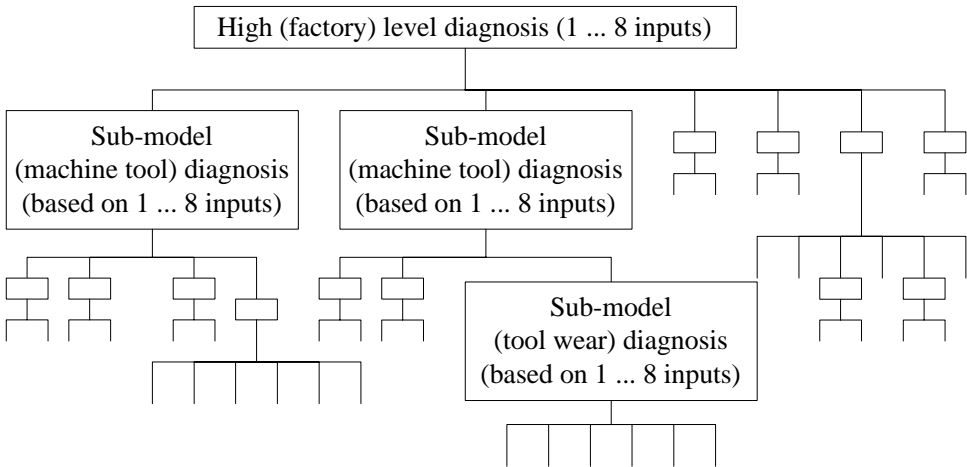 High (factory) level diagnosis (1 ... 8 inputs)
Sub-model
(machine tool) diagnosis
(based on 1 ... 8 inputs)
Sub-model
(machine tool) diagnosis
(based on 1 ... 8 inputs)
Sub-model
(tool wear) diagnosis
(based on 1 ... 8 inputs)